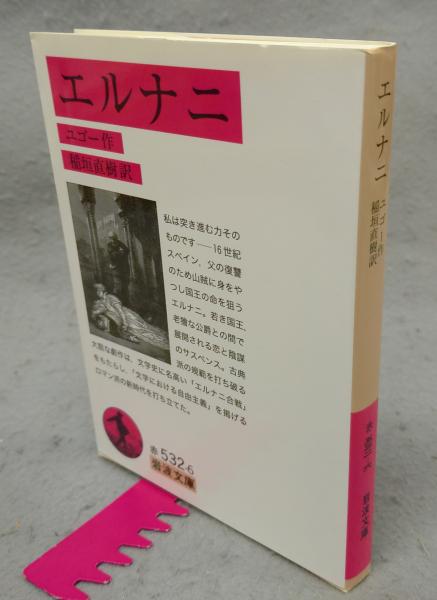 エルナニ
ユゴー作
稲垣直樹訳
私は突き進む力その
ものです――16世紀
スペイン、父の復讐
のため山賊に身をや
つし国王の命を狙う
エルナニ。若き国王、
老獪な公爵との間で
展開される恋と陰謀
のサスペンス。古典
派の規範を打ち破る
大胆な劇作は、文学史に名高い「エルナニ合戦」
をもたらし、「文学における自由主義」を掲げる
ロマン派の新時代を打ち立てた。
赤532-6
岩波文庫
エルナニ
ユゴー作
稲垣直樹訳
赤 五三二-六
岩波文庫